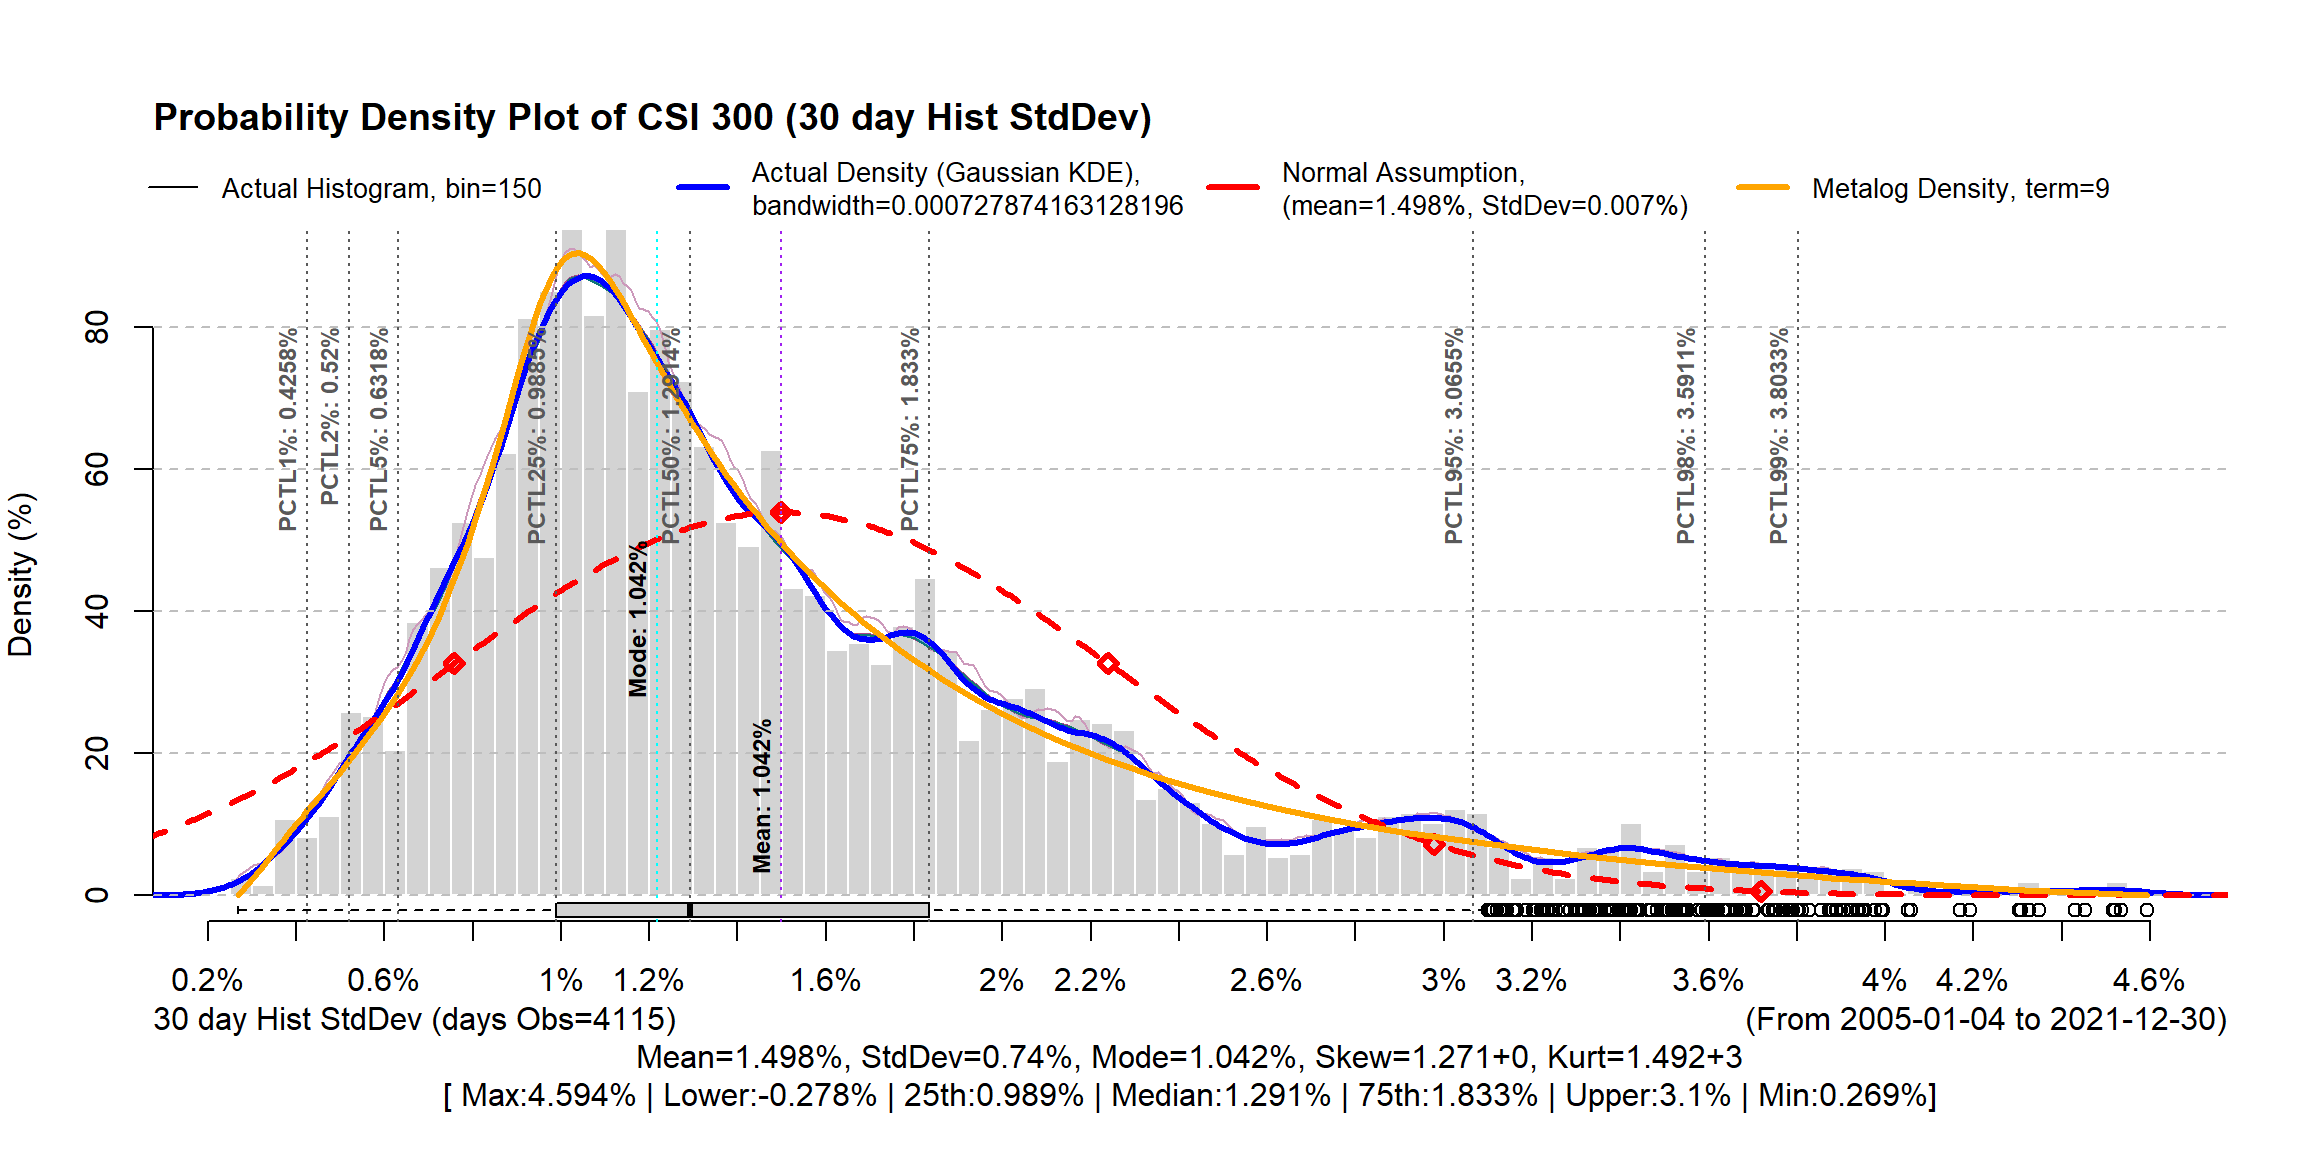 Probability Density Plot of CSI 300 (30 day Hist StdDev)
Actual Histogram, bin=150
Actual Density (Gaussian KDE),
bandwidth=0.000727874163128196
Normal Assumption,
(mean=1.498%, StdDev=0.007%)
Metalog Density, term=9
Density (%)
80
60
40
20
0
PCTL1%: 0.4258%
PCTL2%: 0.52%
PCTL5%: 0.6318%
PCTL25%: 0.9885%
Mode: 1.042%
PCTL50%: 1.2914%
Mean: 1.042%
PCTL75%: 1.833%
PCTL95%: 3.0655%
PCTL98%: 3.5911%
PCTL99%: 3.8033%
0.2% 0.6% 1% 1.2% 1.6% 2% 2.2% 2.6% 3% 3.2% 3.6% 4% 4.2% 4.6%
30 day Hist StdDev (days Obs=4115)
(From 2005-01-04 to 2021-12-30)
Mean=1.498%, StdDev=0.74%, Mode=1.042%, Skew=1.271+0, Kurt=1.492+3
[ Max:4.594% | Lower:-0.278% | 25th:0.989% | Median:1.291% | 75th:1.833% | Upper:3.1% | Min:0.269%]